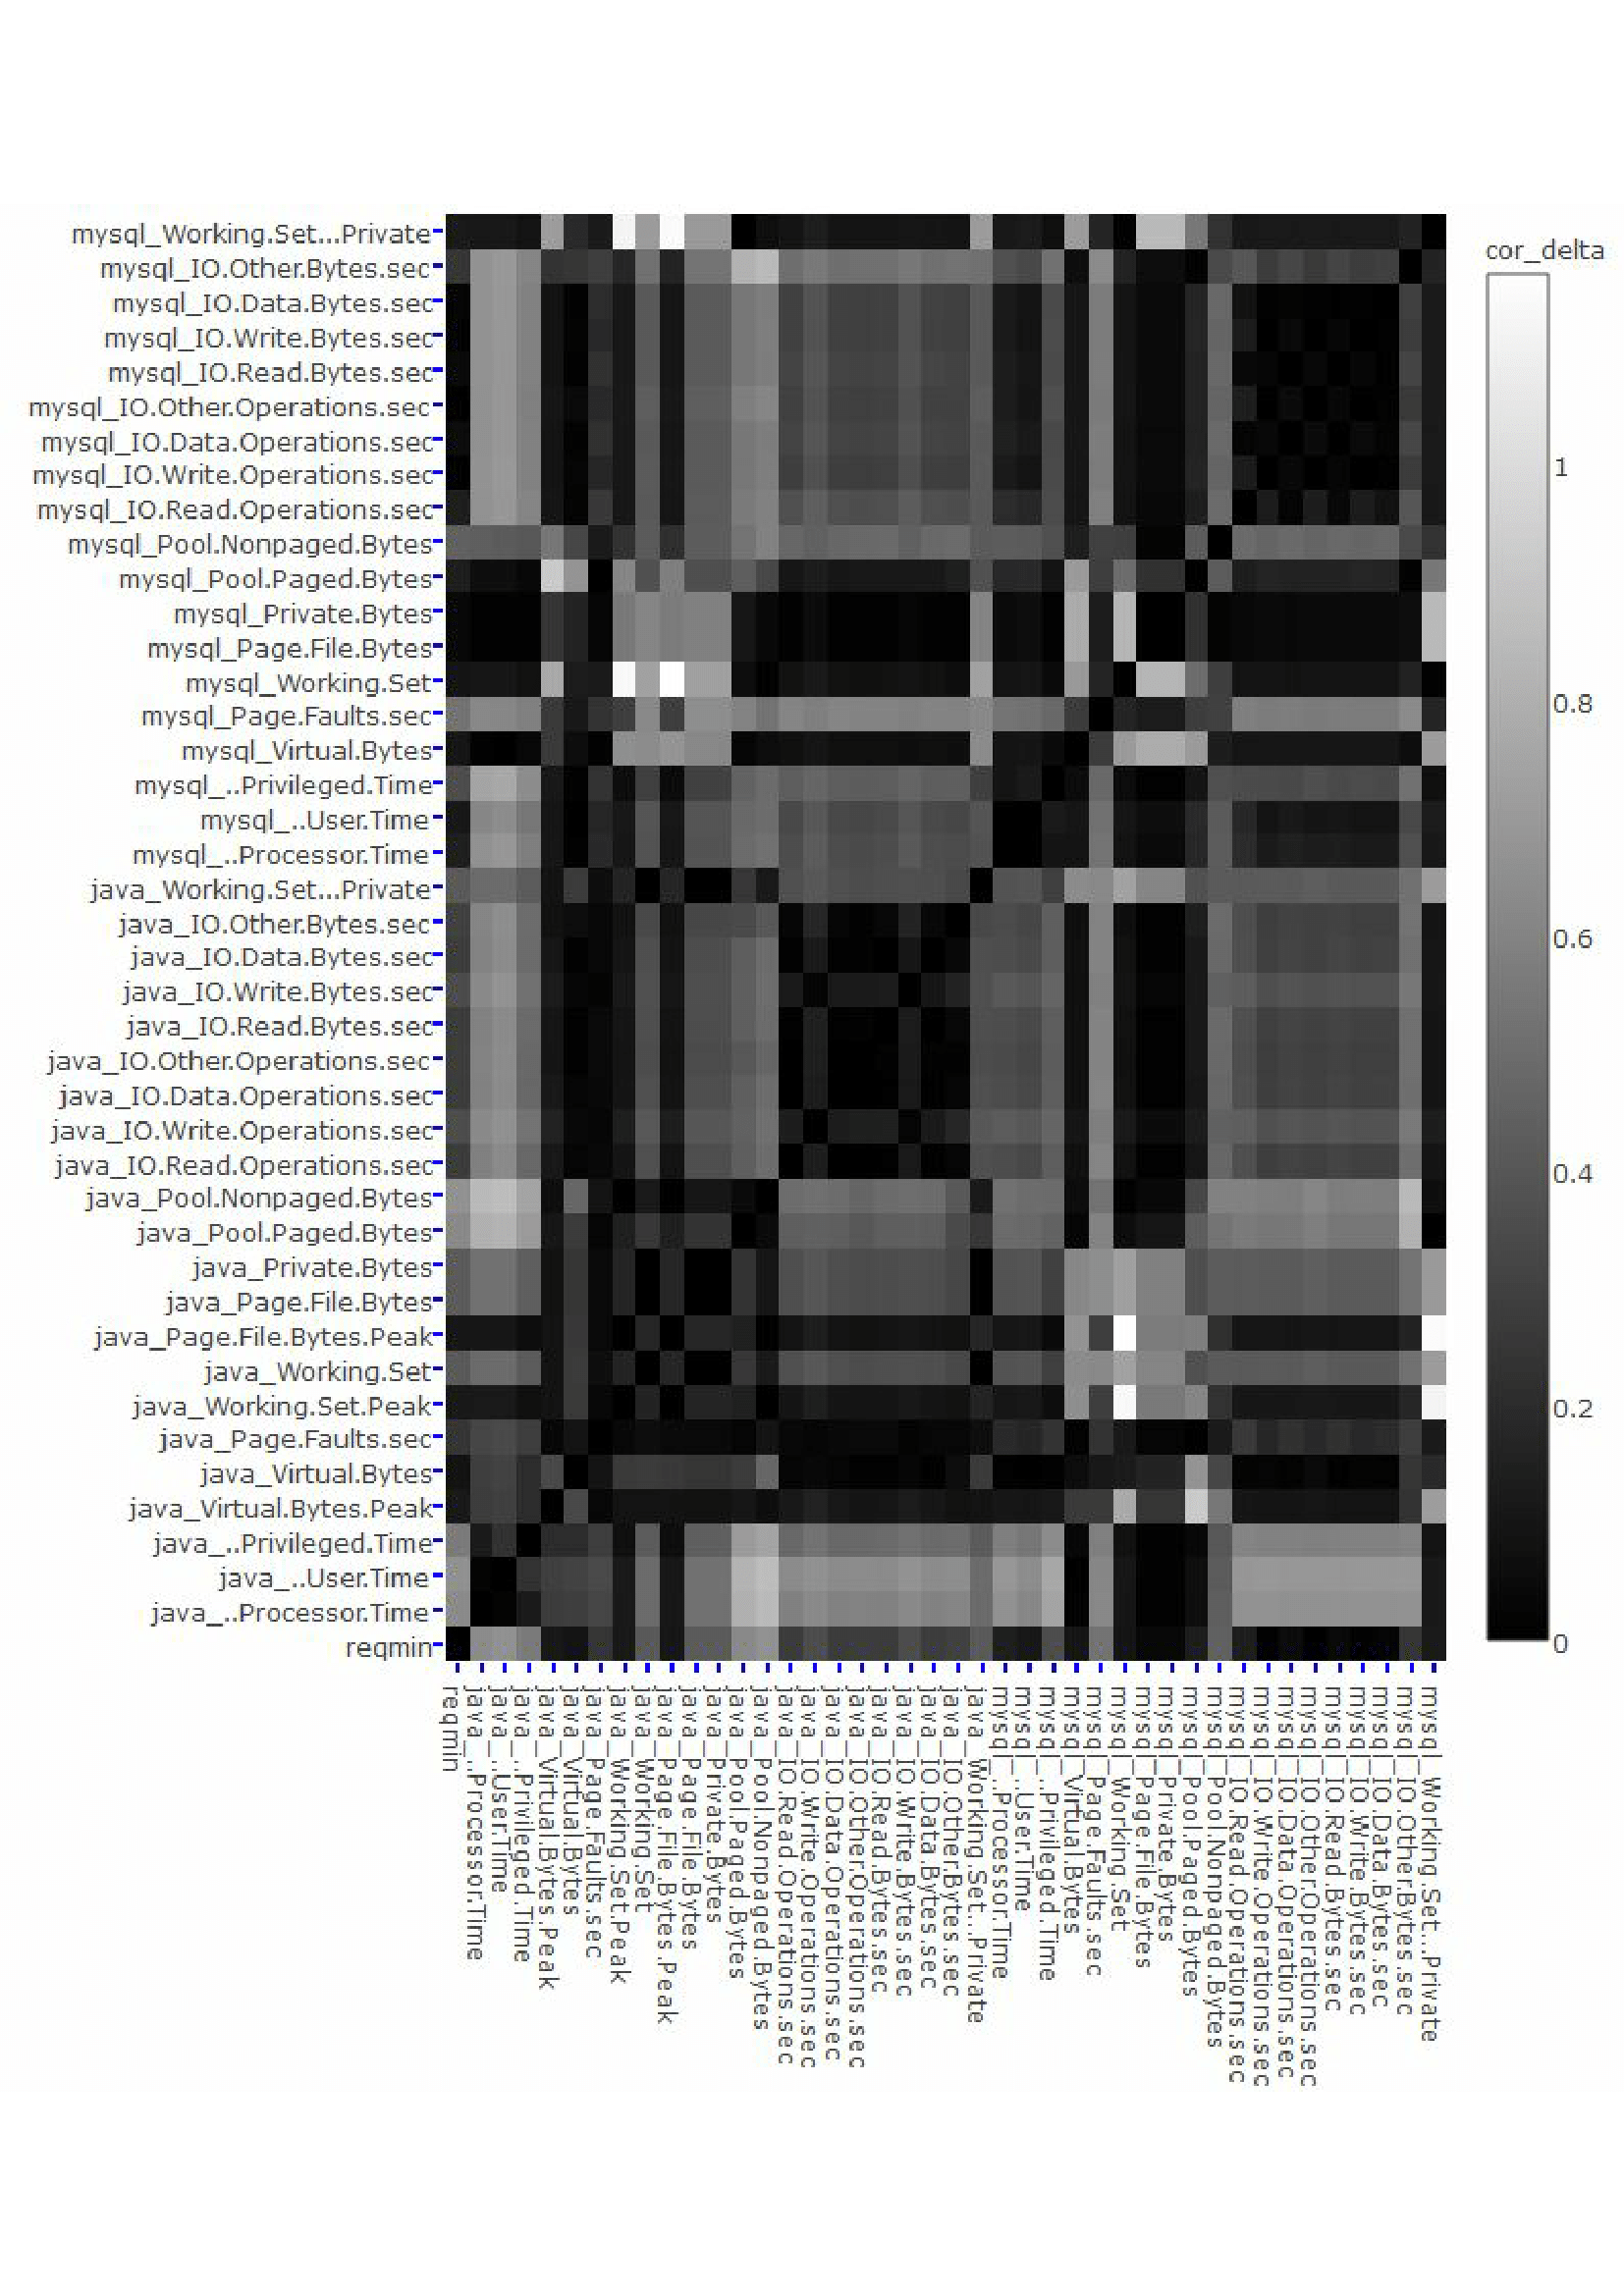 mysql_Working.Set...Private
mysql_IO.Other.Bytes.sec
mysql_IO.Data.Bytes.sec
mysql_IO.Write.Bytes.sec
mysql_IO.Read.Bytes.sec
mysql_IO.Other.Operations.sec
mysql_IO.Data.Operations.sec
mysql_IO.Write.Operations.sec
mysql_IO.Read.Operations.sec
mysql_Pool.Nonpaged.Bytes
mysql_Pool.Paged.Bytes
mysql_Private.Bytes
mysql_Page.File.Bytes
mysql_Working.Set
mysql_Page.Faults.sec
mysql_Virtual.Bytes
mysql_..Privileged.Time
mysql_..User.Time
mysql_..Processor.Time
java_Working.Set...Private
java_IO.Other.Bytes.sec
java_IO.Data.Bytes.sec
java_IO.Write.Bytes.sec
java_IO.Read.Bytes.sec
java_IO.Other.Operations.sec
java_IO.Data.Operations.sec
java_IO.Write.Operations.sec
java_IO.Read.Operations.sec
java_Pool.Nonpaged.Bytes
java_Pool.Paged.Bytes
java_Private.Bytes
java_Page.File.Bytes
java_Page.File.Bytes.Peak
java_Working.Set
java_Working.Set.Peak
java_Page.Faults.sec
java_Virtual.Bytes
java_Virtual.Bytes.Peak
java_..Privileged.Time
java_..User.Time
java_..Processor.Time
reqmin
cor_delta
1
0.8
0.6
0.4
0.2
0
reqmin
java_..Processor.Time
java_..User.Time
java_..Privileged.Time
java_Virtual.Bytes.Peak
java_Virtual.Bytes
java_Page.Faults.sec
java_Working.Set.Peak
java_Working.Set
java_Page.File.Bytes.Peak
java_Page.File.Bytes
java_Private.Bytes
java_Pool.Paged.Bytes
java_Pool.Nonpaged.Bytes
java_IO.Read.Operations.sec
java_IO.Write.Operations.sec
java_IO.Data.Operations.sec
java_IO.Other.Operations.sec
java_IO.Read.Bytes.sec
java_IO.Write.Bytes.sec
java_IO.Data.Bytes.sec
java_IO.Other.Bytes.sec
java_Working.Set...Private
mysql_..Processor.Time
mysql_..User.Time
mysql_..Privileged.Time
mysql_Virtual.Bytes
mysql_Page.Faults.sec
mysql_Working.Set
mysql_Page.File.Bytes
mysql_Private.Bytes
mysql_Pool.Paged.Bytes
mysql_Pool.Nonpaged.Bytes
mysql_IO.Read.Operations.sec
mysql_IO.Write.Operations.sec
mysql_IO.Data.Operations.sec
mysql_IO.Other.Operations.sec
mysql_IO.Read.Bytes.sec
mysql_IO.Write.Bytes.sec
mysql_IO.Data.Bytes.sec
mysql_IO.Other.Bytes.sec
mysql_Working.Set...Private